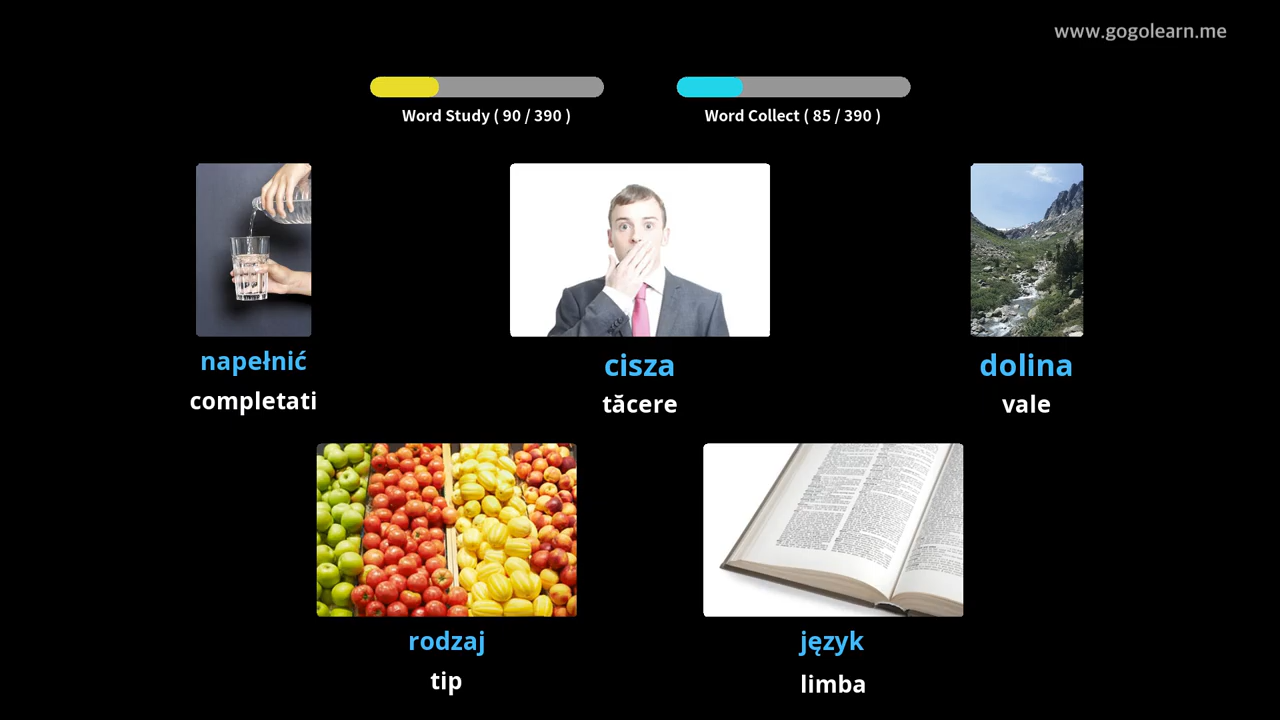 www.gogolearn.me
Word Study ( 90 / 390 )
Word Collect ( 85 / 390 )
napełnić
completati
cisza
tăcere
dolina
vale
rodzaj
tip
język
limba